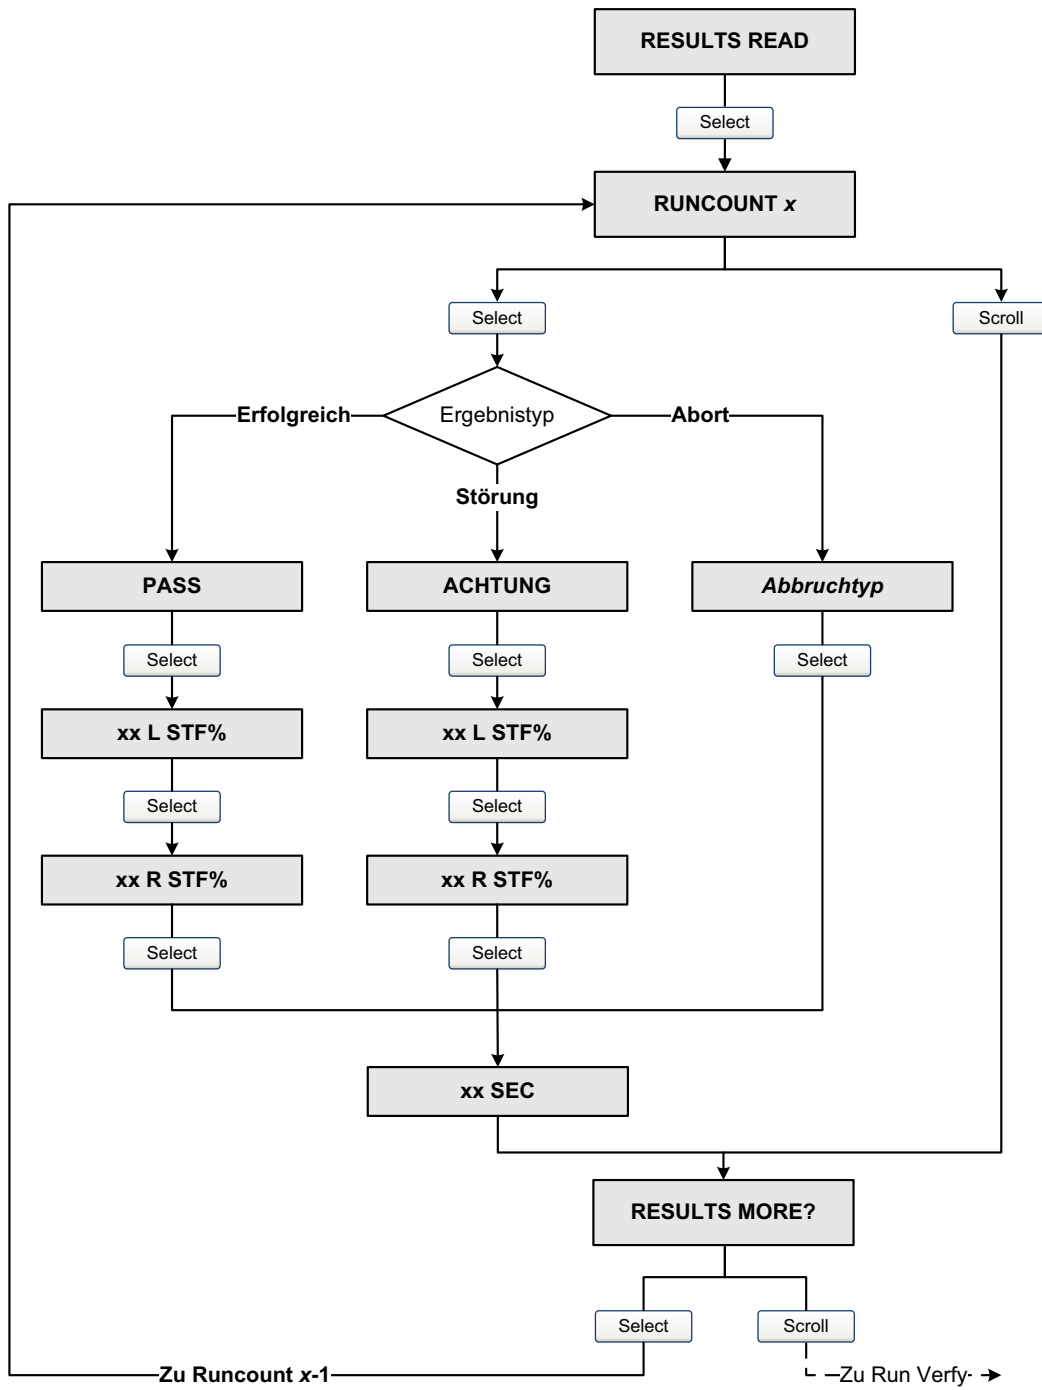 RESULTS READ
Select
RUNCOUNT x
Select
Scroll
Erfolgreich
Ergebnistyp
Abort
Störung
PASS
ACHTUNG
Abbruchtyp
Select
Select
Select
xx L STF%
xx L STF%
Select
Select
xx R STF%
xx R STF%
Select
Select
xx SEC
RESULTS MORE?
Select
Scroll
Zu Runcount x-1
Zu Run Verfy